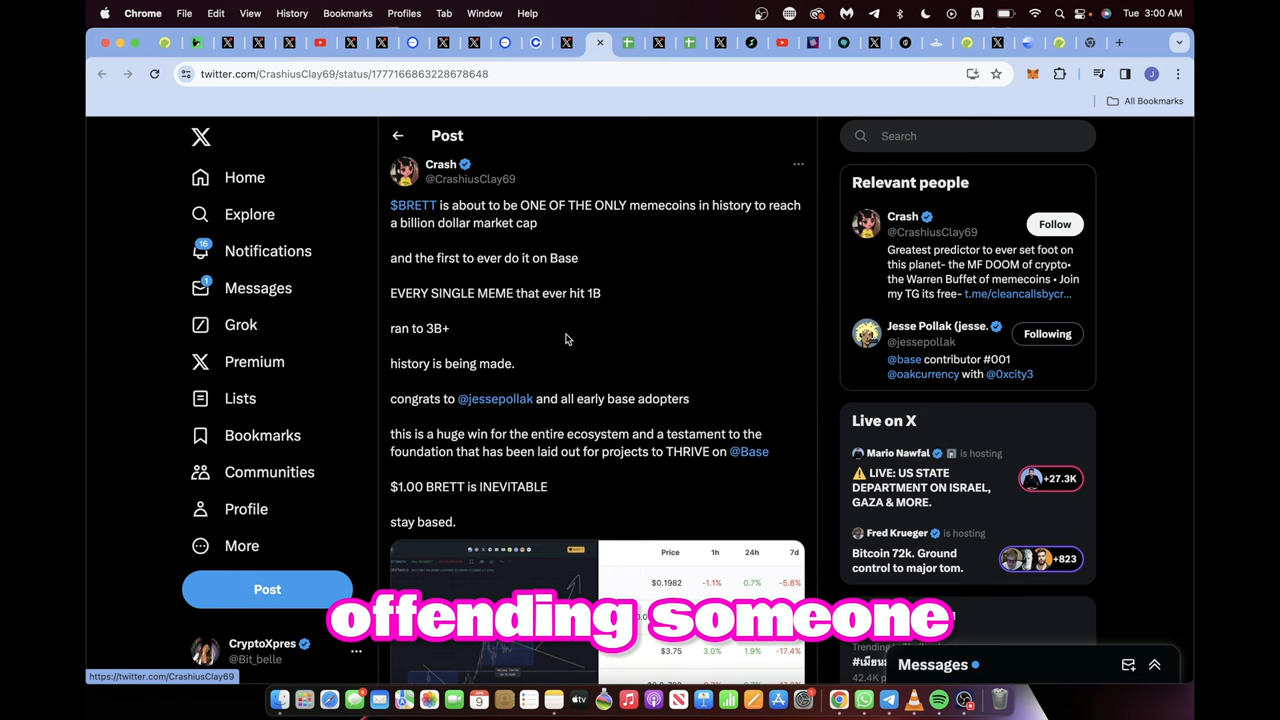 Chrome File Edit View History Bookmarks Profiles Tab Window Help
A
Tue 3:00 AM
twitter.com/CrashiusClay69/status/1777166863228678648
J
All Bookmarks
Home
Explore
16
Notifications
1
Messages
Grok
Premium
Lists
Bookmarks
Communities
Profile
More
Post
CryptoXpres
@Bit_belle
https://twitter.com/CrashiusClay69
Post
Crash
@CrashiusClay69
$BRETT is about to be ONE OF THE ONLY memecoins in history to reach
a billion dollar market cap
and the first to ever do it on Base
EVERY SINGLE MEME that ever hit 1B
ran to 3B+
history is being made.
congrats to @jessepollak and all early base adopters
this is a huge win for the entire ecosystem and a testament to the
foundation that has been laid out for projects to THRIVE on @Base
$1.00 BRETT is INEVITABLE
stay based.
Price 1h 24h 7d
$0.1982 -1.1% 0.7% -5.8%
$3.75 3.0% 1.9% -17.4%
offending someone
Search
Relevant people
Crash
@CrashiusClay69
Follow
Greatest predictor to ever set foot on
this planet- the MF DOOM of crypto•
the Warren Buffet of memecoins • Join
my TG its free- t.me/cleancallsbycr...
Jesse Pollak (jesse.
@jessepollak
Following
@base contributor #001
@oakcurrency with @0xcity3
Live on X
Mario Nawfal is hosting
⚠️ LIVE: US STATE
DEPARTMENT ON ISRAEL,
GAZA & MORE.
+27.3K
Fred Krueger is hosting
Bitcoin 72k. Ground
control to major tom.
+823
Messages